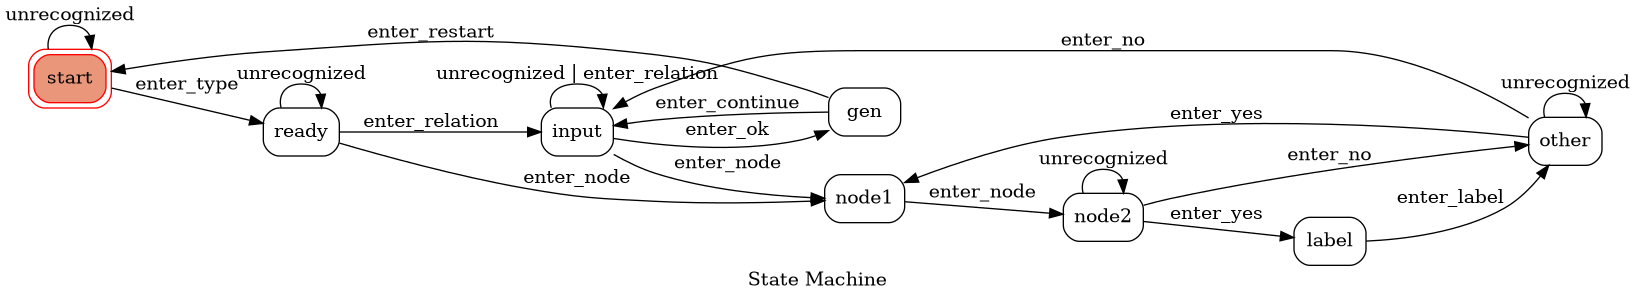 unrecognized
start
enter_type
enter_restart
unrecognized
ready
enter_relation
enter_node
unrecognized | enter_relation
input
enter_continue
enter_ok
enter_node
gen
node1
enter_node
enter_no
enter_yes
unrecognized
node2
enter_no
enter_yes
label
enter_label
unrecognized
other
State Machine